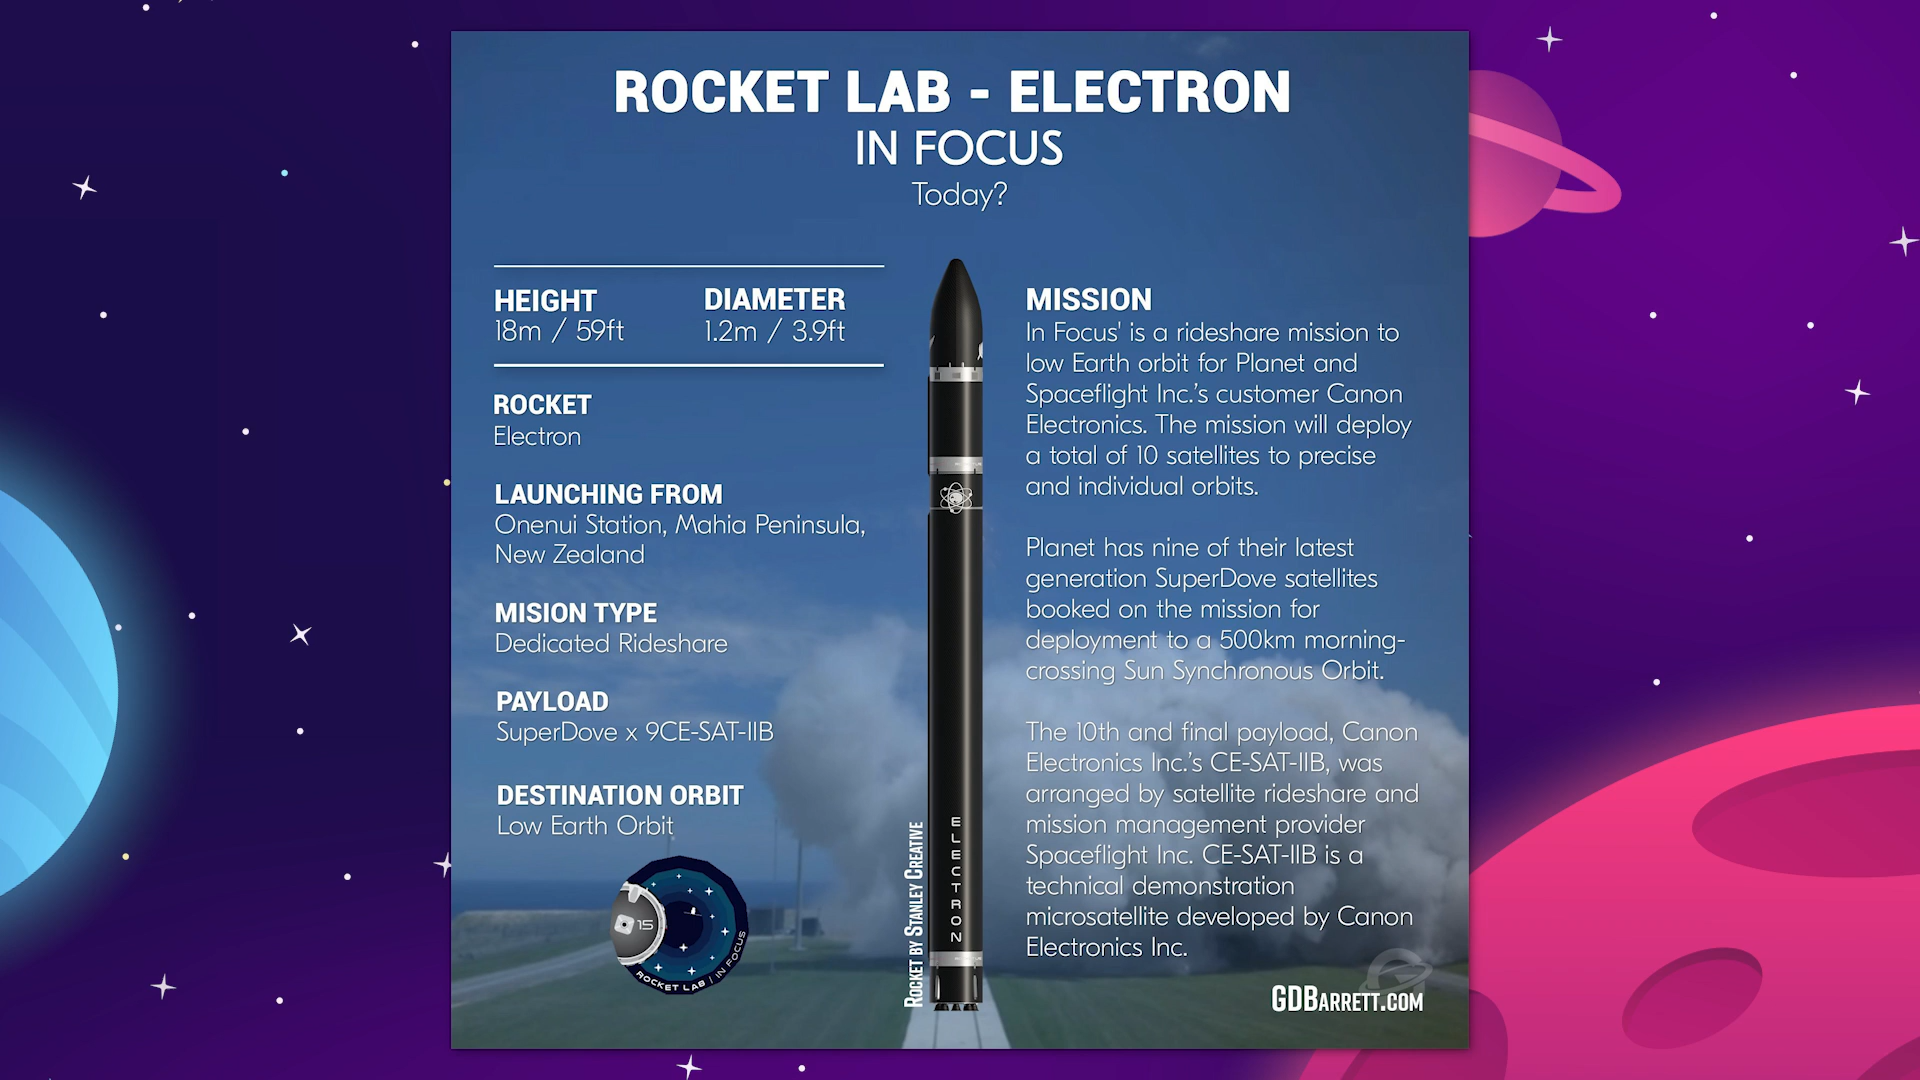 ROCKET LAB - ELECTRON
IN FOCUS
Today?
HEIGHT
18m / 59ft
DIAMETER
1.2m / 3.9ft
ROCKET
Electron
LAUNCHING FROM
Onenui Station, Mahia Peninsula,
New Zealand
MISION TYPE
Dedicated Rideshare
PAYLOAD
SuperDove x 9CE-SAT-IIB
DESTINATION ORBIT
Low Earth Orbit
15
ROCKET LAB | IN FOCUS
ROCKET BY STANLEY CREATIVE
ELECTRON
MISSION
In Focus' is a rideshare mission to
low Earth orbit for Planet and
Spaceflight Inc.'s customer Canon
Electronics. The mission will deploy
a total of 10 satellites to precise
and individual orbits.
Planet has nine of their latest
generation SuperDove satellites
booked on the mission for
deployment to a 500km morning-
crossing Sun Synchronous Orbit.
The 10th and final payload, Canon
Electronics Inc.'s CE-SAT-IIB, was
arranged by satellite rideshare and
mission management provider
Spaceflight Inc. CE-SAT-IIB is a
technical demonstration
microsatellite developed by Canon
Electronics Inc.
GDBARRETT.COM